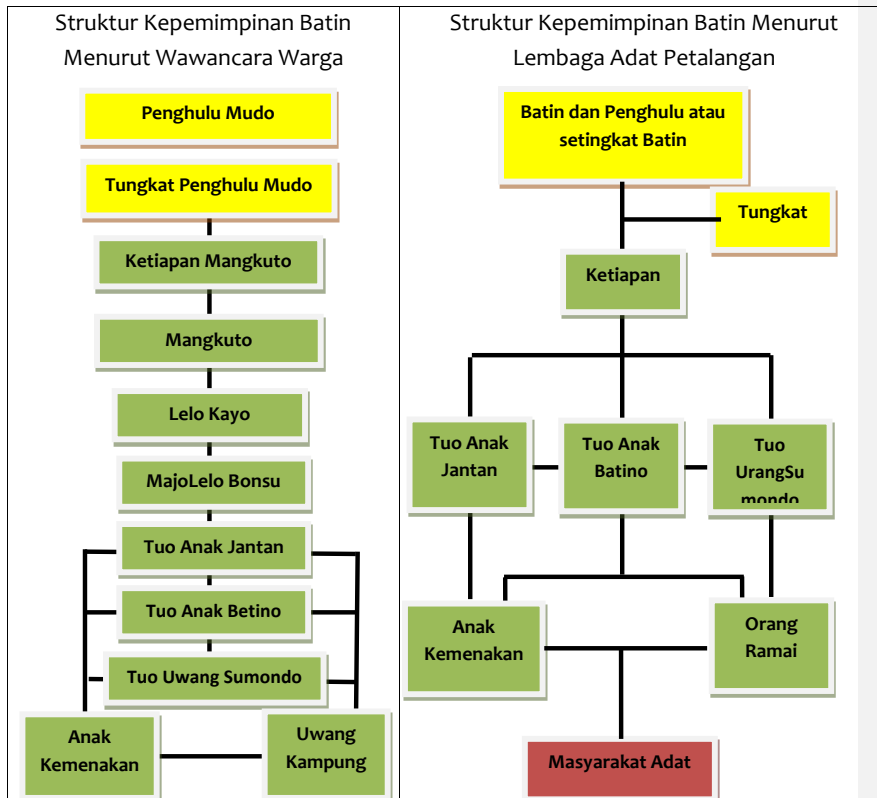 Struktur Kepemimpinan Batin
Menurut Wawancara Warga
Penghulu Mudo
Tungkat Penghulu Mudo
Ketiapan Mangkuto
Mangkuto
Lelo Kayo
MajoLelo Bonsu
Tuo Anak Jantan
Tuo Anak Betino
Tuo Uwang Sumondo
Anak
Kemenakan
Uwang
Kampung
Struktur Kepemimpinan Batin Menurut
Lembaga Adat Petalangan
Batin dan Penghulu atau
setingkat Batin
Tungkat
Ketiapan
Tuo Anak
Jantan
Tuo Anak
Batino
Tuo
UrangSu
mondo
Anak
Kemenakan
Orang
Ramai
Masyarakat Adat